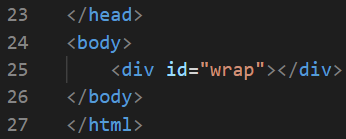 23 </head>
24 <body>
25     <div id="wrap"></div>
26 </body>
27 </html>